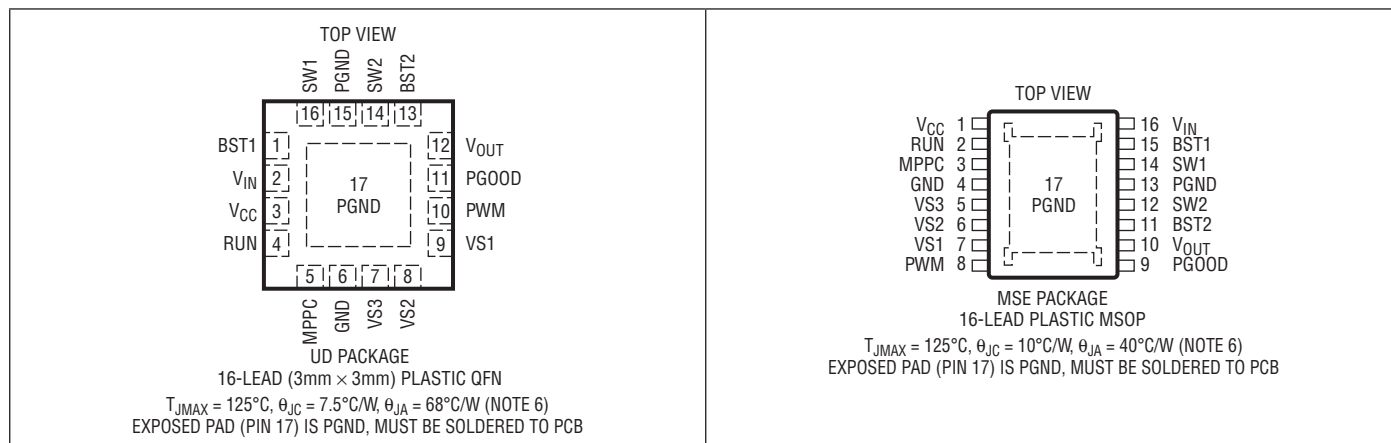 TOP VIEW
SW1 PGND SW2 BST2
16 15 14 13
BST1 1 12 VOUT
VIN 2 11 PGOOD
VCC 3 10 PWM
RUN 4 9 VS1
17
PGND
5 6 7 8
MPPC GND VS3 VS2
UD PACKAGE
16-LEAD (3mm × 3mm) PLASTIC QFN
TJMAX = 125°C, θJC = 7.5°C/W, θJA = 68°C/W (NOTE 6)
EXPOSED PAD (PIN 17) IS PGND, MUST BE SOLDERED TO PCB
TOP VIEW
VCC 1 16 VIN
RUN 2 15 BST1
MPPC 3 14 SW1
GND 4 13 PGND
VS3 5 12 SW2
VS2 6 11 BST2
VS1 7 10 VOUT
PWM 8 9 PGOOD
17
PGND
MSE PACKAGE
16-LEAD PLASTIC MSOP
TJMAX = 125°C, θJC = 10°C/W, θJA = 40°C/W (NOTE 6)
EXPOSED PAD (PIN 17) IS PGND, MUST BE SOLDERED TO PCB